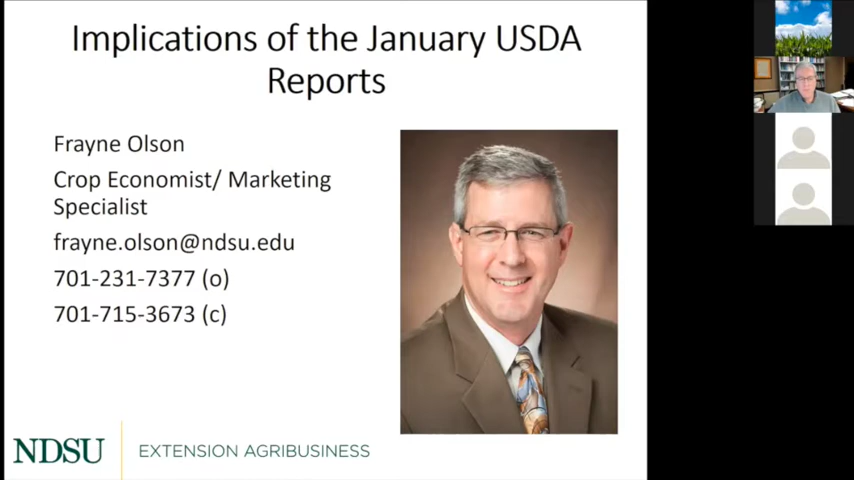 Implications of the January USDA
Reports
Frayne Olson
Crop Economist/ Marketing
Specialist
frayne.olson@ndsu.edu
701-231-7377 (o)
701-715-3673 (c)
NDSU
EXTENSION AGRIBUSINESS